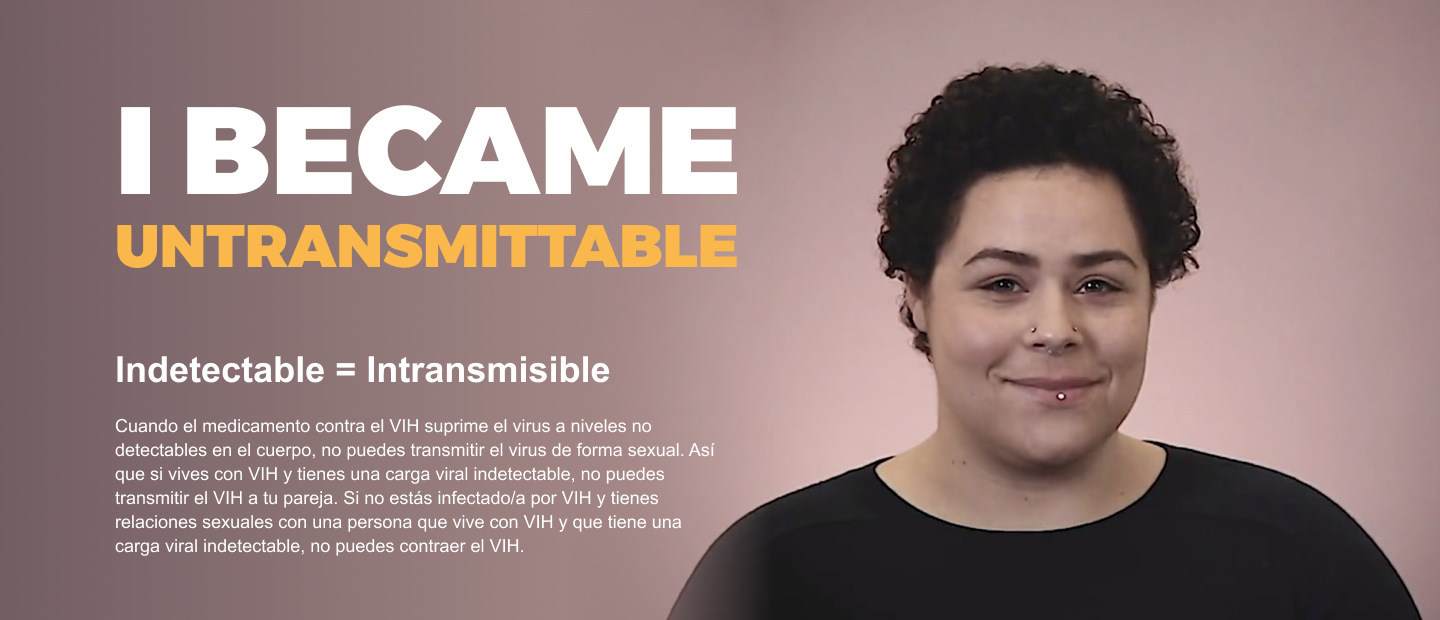 I BECAME
UNTRANSMITTABLE
Indetectable = Intransmisible
Cuando el medicamento contra el VIH suprime el virus a niveles no
detectables en el cuerpo, no puedes transmitir el virus de forma sexual. Así
que si vives con VIH y tienes una carga viral indetectable, no puedes
transmitir el VIH a tu pareja. Si no estás infectado/a por VIH y tienes
relaciones sexuales con una persona que vive con VIH y que tiene una
carga viral indetectable, no puedes contraer el VIH.